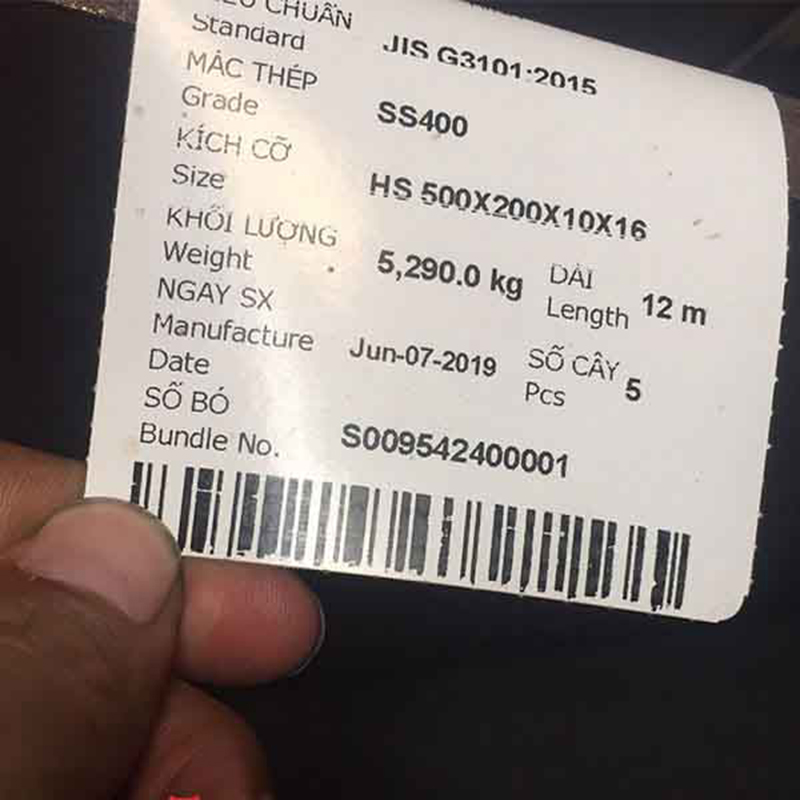 CHUẨN
Standard JIS G3101:2015
MÁC THÉP
Grade SS400
KÍCH CỠ
Size HS 500X200X10X16
KHỐI LƯỢNG
Weight 5,290.0 kg
DÀI
Length 12 m
NGAY SX
Manufacture
Date Jun-07-2019
SỐ CÂY
Pcs 5
SỐ BÓ
Bundle No. S009542400001